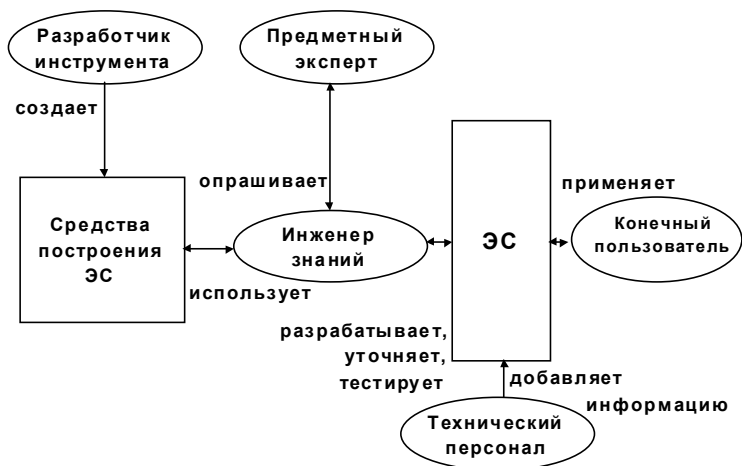 Разработчик
инструмента
Предметный
эксперт
создает
опрашивает
применяет
Средства
построения
ЭС
Инженер
знаний
ЭС
Конечный
пользователь
использует
разрабатывает,
уточняет,
тестирует
добавляет
информацию
Технический
персонал